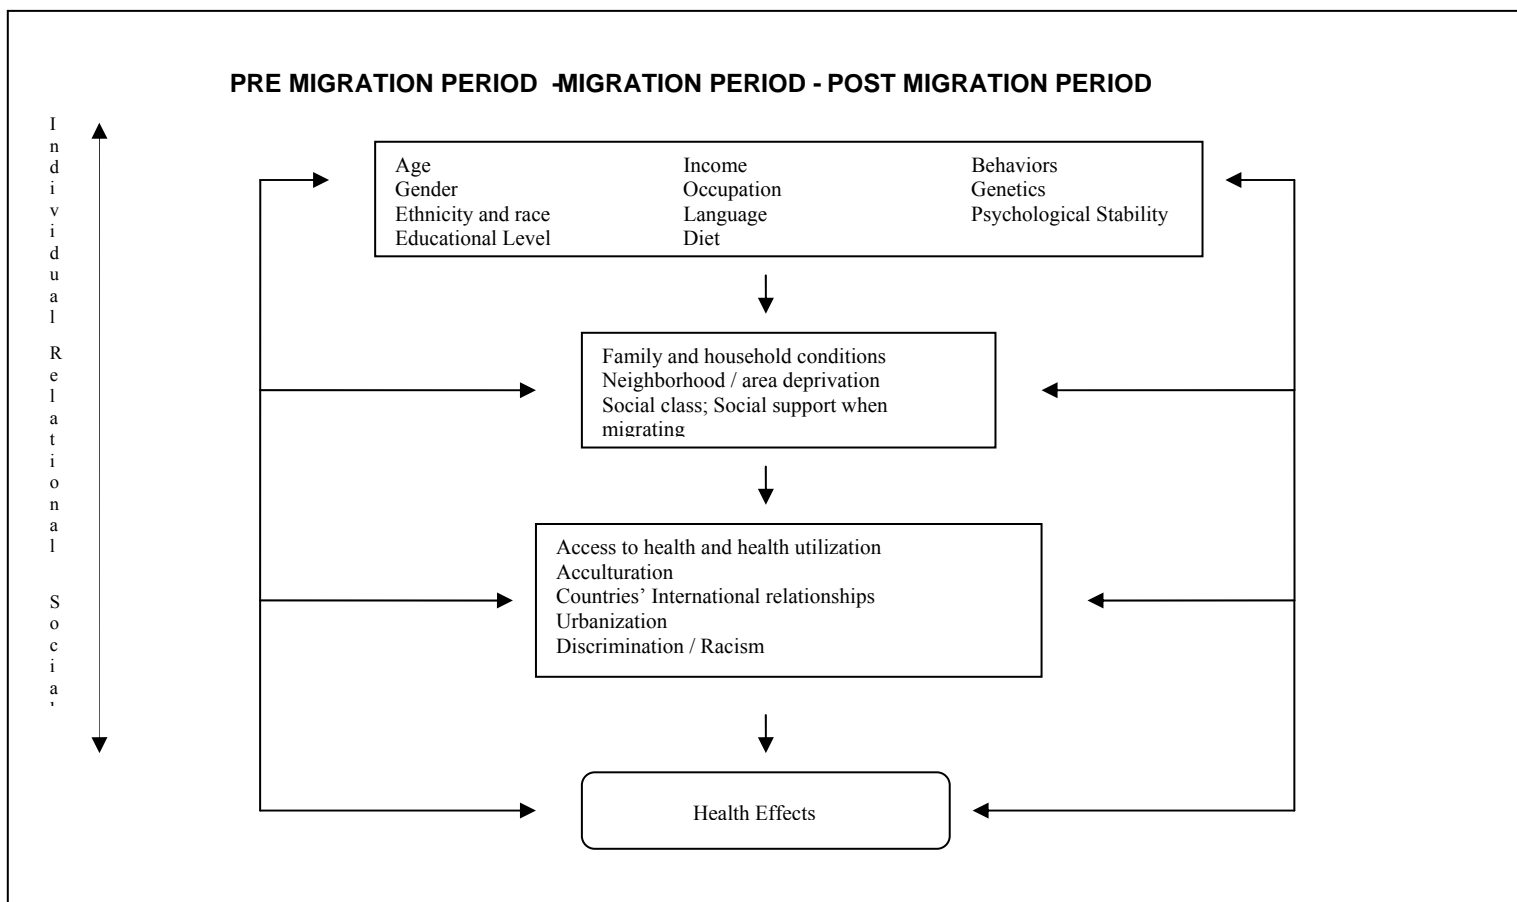 PRE MIGRATION PERIOD -MIGRATION PERIOD - POST MIGRATION PERIOD
Individual Relational Social
Age
Gender
Ethnicity and race
Educational Level
Income
Occupation
Language
Diet
Behaviors
Genetics
Psychological Stability
Family and household conditions
Neighborhood / area deprivation
Social class; Social support when
migrating
Access to health and health utilization
Acculturation
Countries’ International relationships
Urbanization
Discrimination / Racism
Health Effects